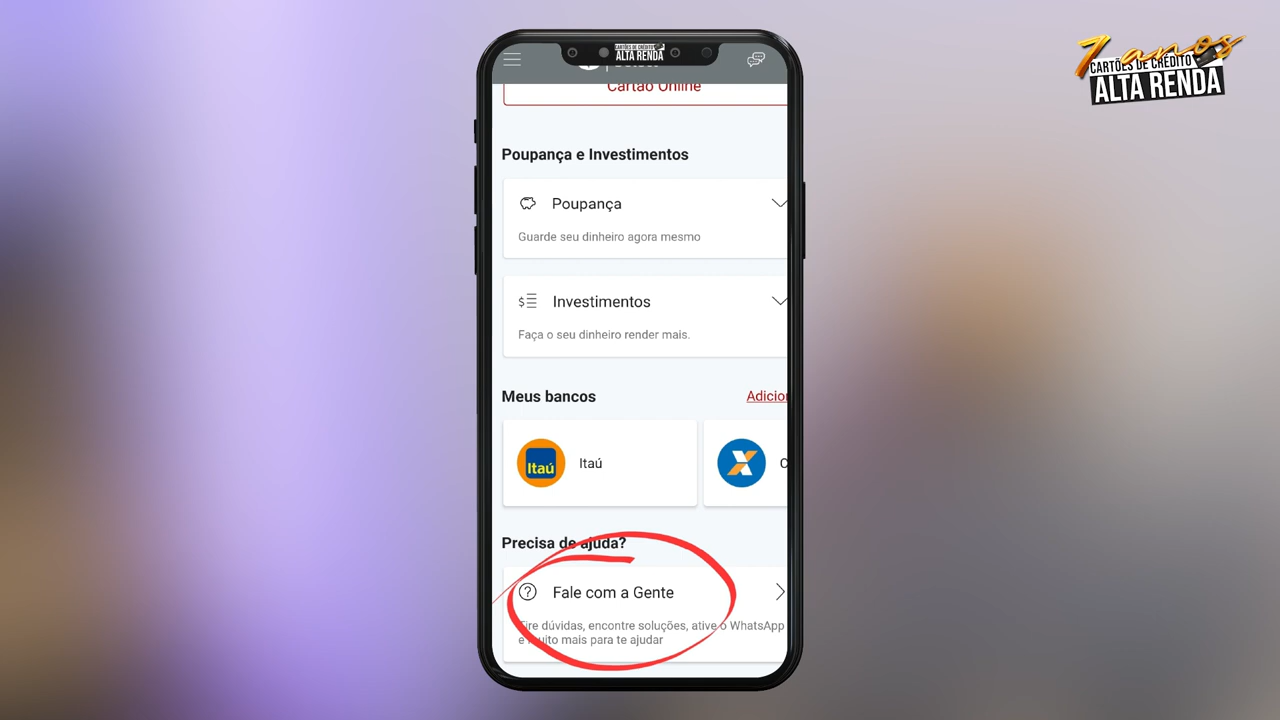 7 anos
CARTÕES DE CRÉDITO
ALTA RENDA
CARTÕES DE CRÉDITO
ALTA RENDA
Cartão Online
Poupança e Investimentos
Poupança
Guarde seu dinheiro agora mesmo
Investimentos
Faça o seu dinheiro render mais.
Meus bancos
Adicion
Itaú
Itaú
Precisa de ajuda?
Fale com a Gente
Tire dúvidas, encontre soluções, ative o WhatsApp
e muito mais para te ajudar